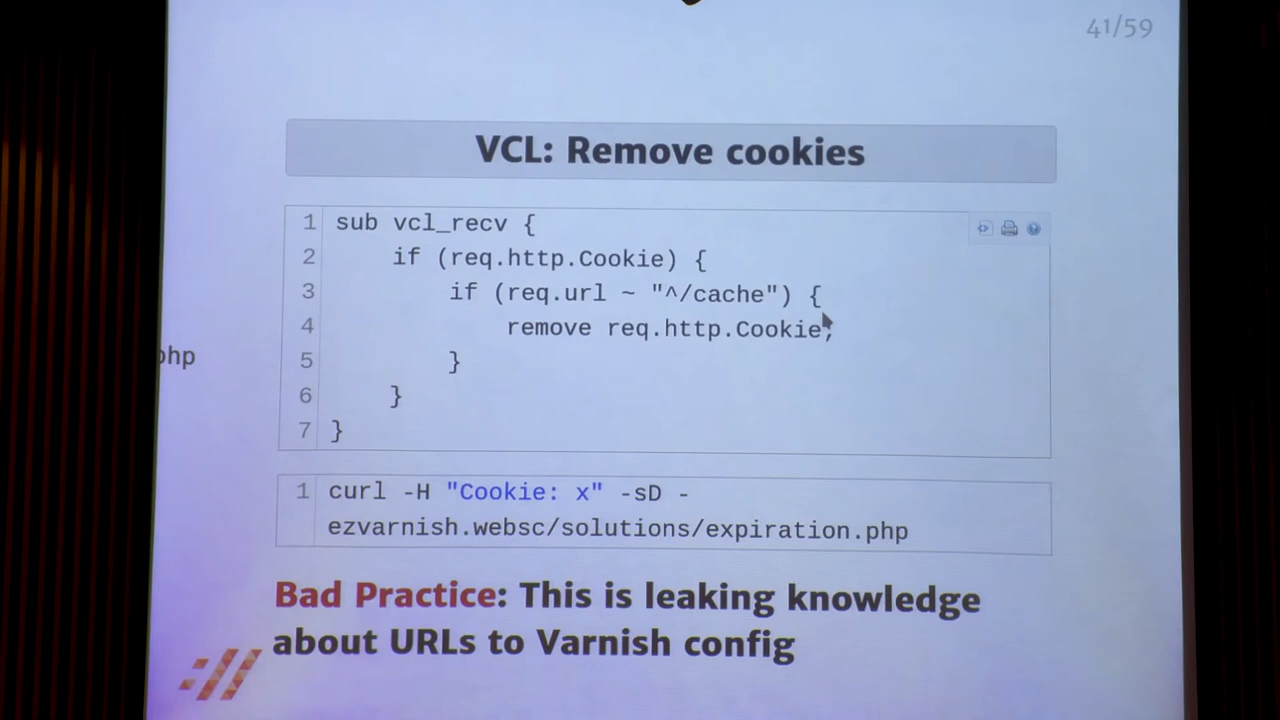 41/59
VCL: Remove cookies
1 sub vcl_recv {
2 if (req.http.Cookie) {
3 if (req.url ~ "^/cache") {
4 remove req.http.Cookie;
5 }
6 }
7 }
php
1 curl -H "Cookie: x" -sD -
ezvarnish.websc/solutions/expiration.php
Bad Practice: This is leaking knowledge
about URLs to Varnish config